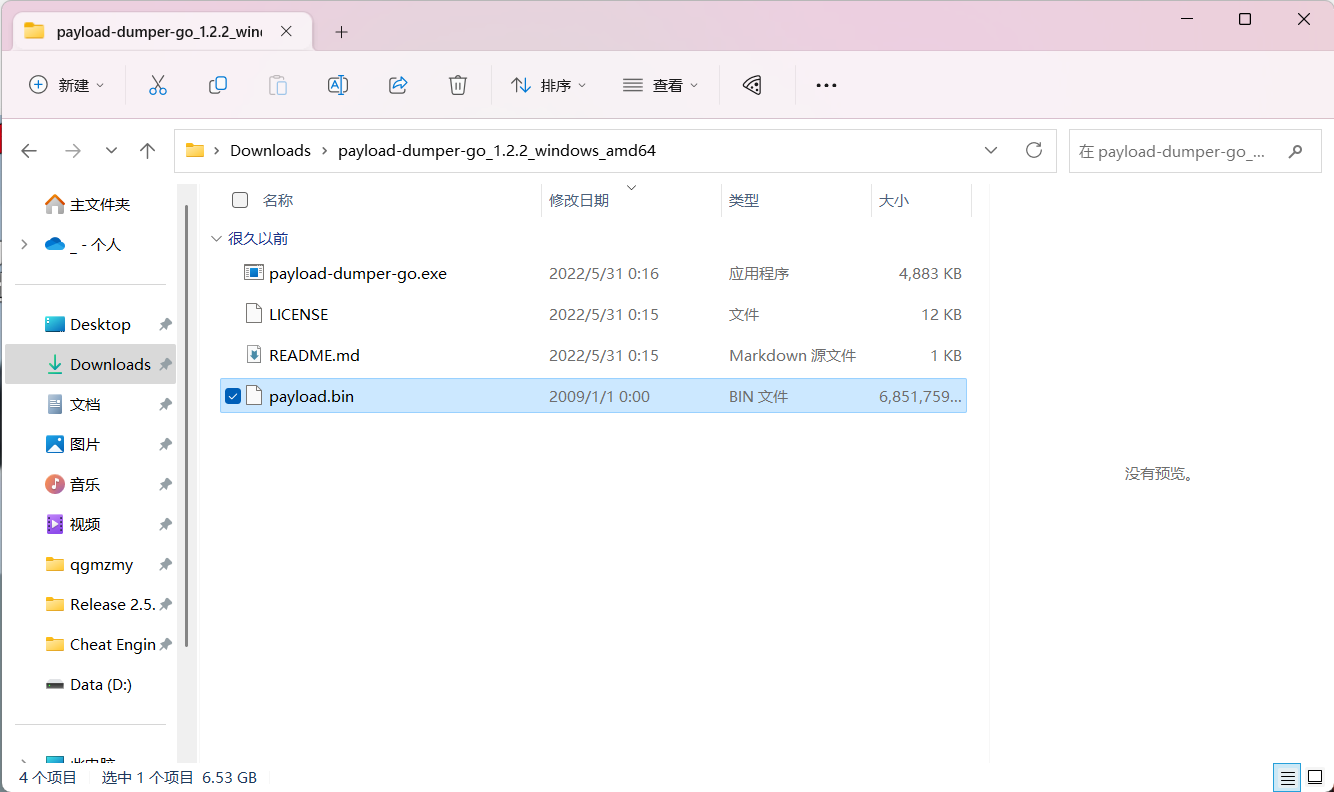 payload-dumper-go_1.2.2_wind
新建
排序
查看
Downloads
payload-dumper-go_1.2.2_windows_amd64
在 payload-dumper-go_...
主文件夹
_ - 个人
Desktop
Downloads
文档
图片
音乐
视频
qgmzmy
Release 2.5.
Cheat Engin
Data (D:)
此电脑
名称 修改日期 类型 大小
很久以前
payload-dumper-go.exe 2022/5/31 0:16 应用程序 4,883 KB
LICENSE 2022/5/31 0:15 文件 12 KB
README.md 2022/5/31 0:15 Markdown 源文件 1 KB
payload.bin 2009/1/1 0:00 BIN 文件 6,851,759...
没有预览。
4 个项目 选中 1 个项目 6.53 GB